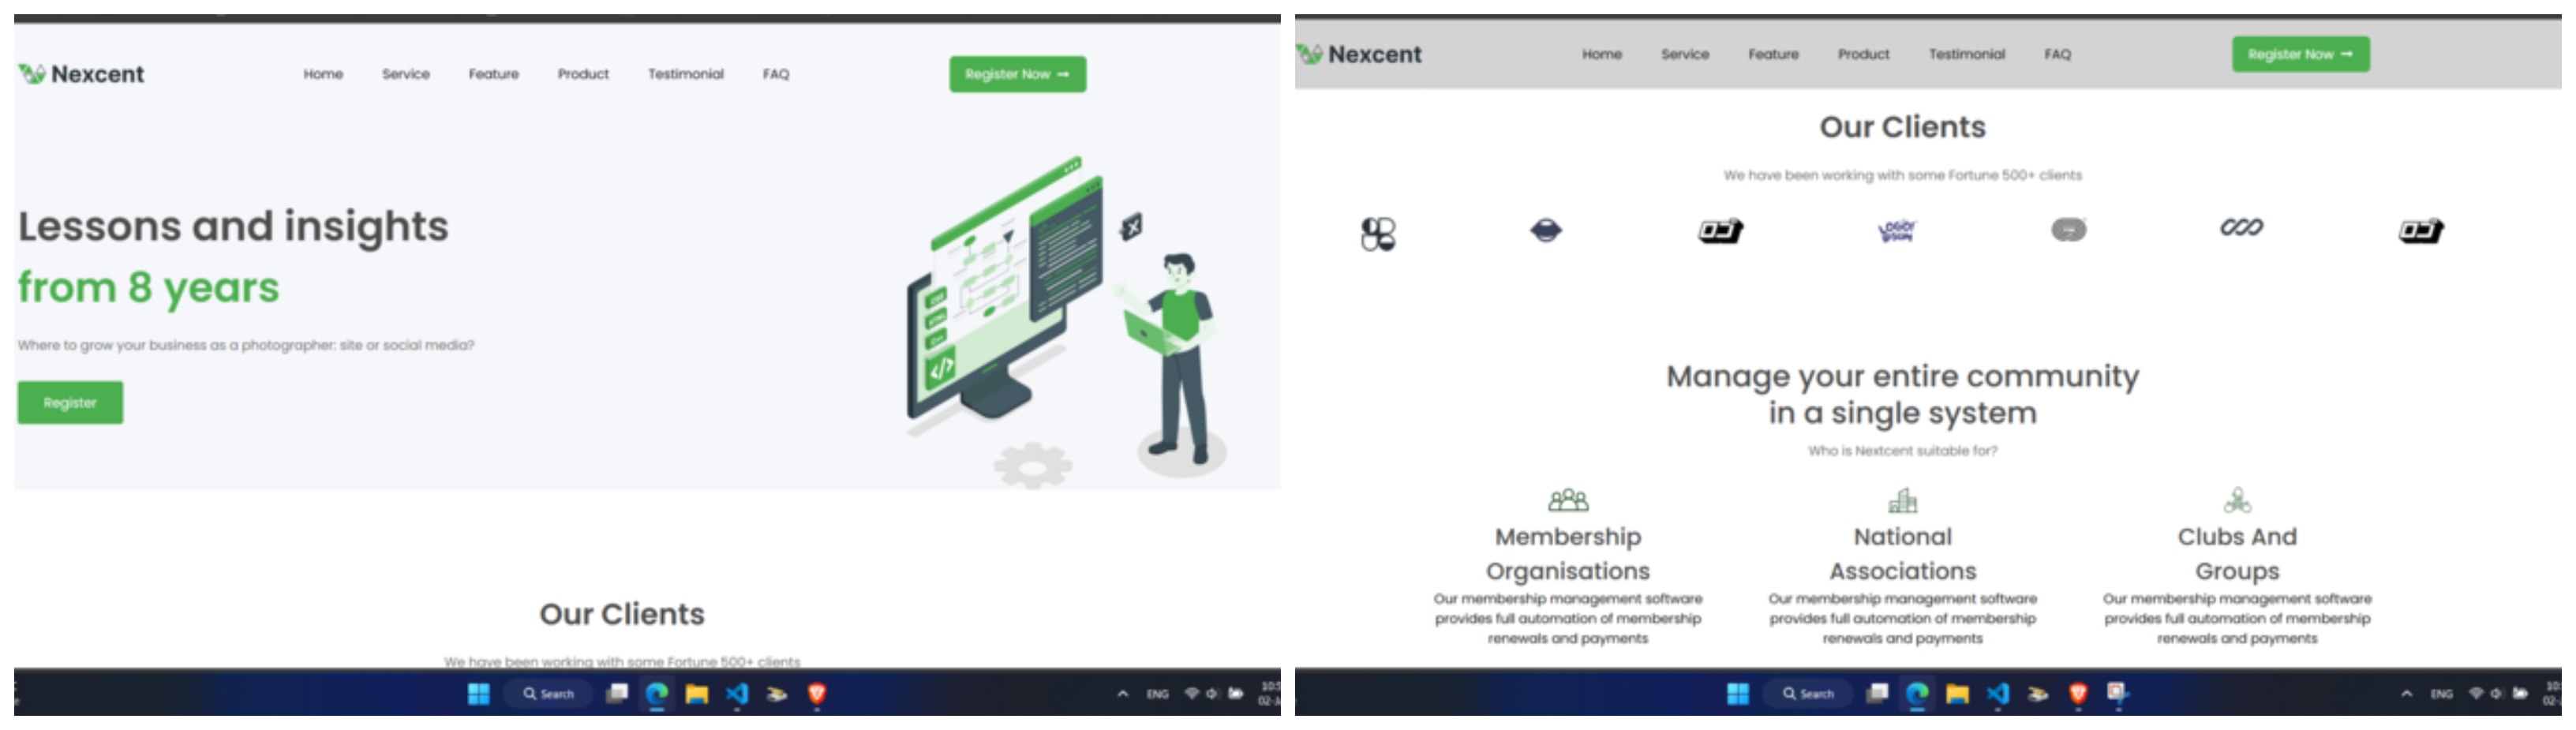 Nexcent
Home Service Feature Product Testimonial FAQ
Register Now →
Lessons and insights
from 8 years
Where to grow your business as a photographer: site or social media?
Register
CSS
HTML
C++
</>
X
Our Clients
We have been working with some Fortune 500+ clients
Search
ENG
Nexcent
Home Service Feature Product Testimonial FAQ
Register Now →
Our Clients
We have been working with some Fortune 500+ clients
LOGOI
IPSUM
Manage your entire community
in a single system
Who is Nextcent suitable for?
Membership
Organisations
Our membership management software
provides full automation of membership
renewals and payments
National
Associations
Our membership management software
provides full automation of membership
renewals and payments
Clubs And
Groups
Our membership management software
provides full automation of membership
renewals and payments
Search
ENG